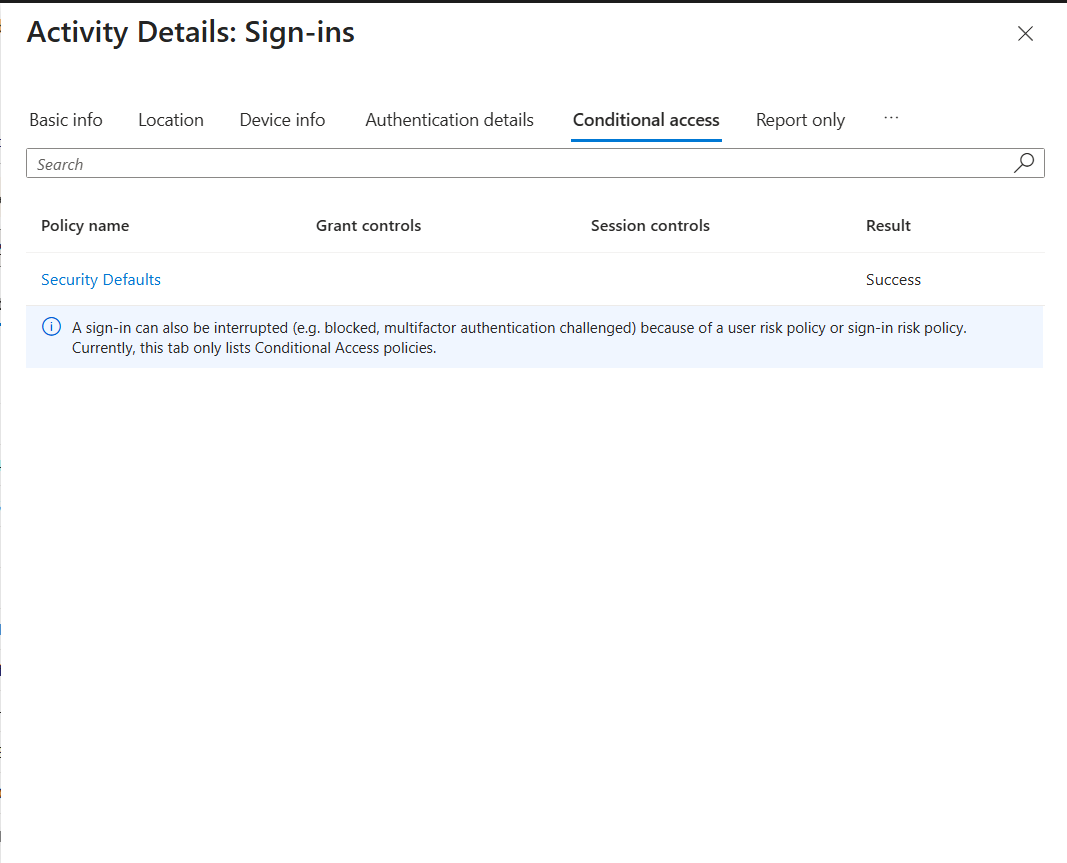 Activity Details: Sign-ins
Basic info Location Device info Authentication details Conditional access Report only ...
Search
Policy name Grant controls Session controls Result
Security Defaults Success
A sign-in can also be interrupted (e.g. blocked, multifactor authentication challenged) because of a user risk policy or sign-in risk policy.
Currently, this tab only lists Conditional Access policies.